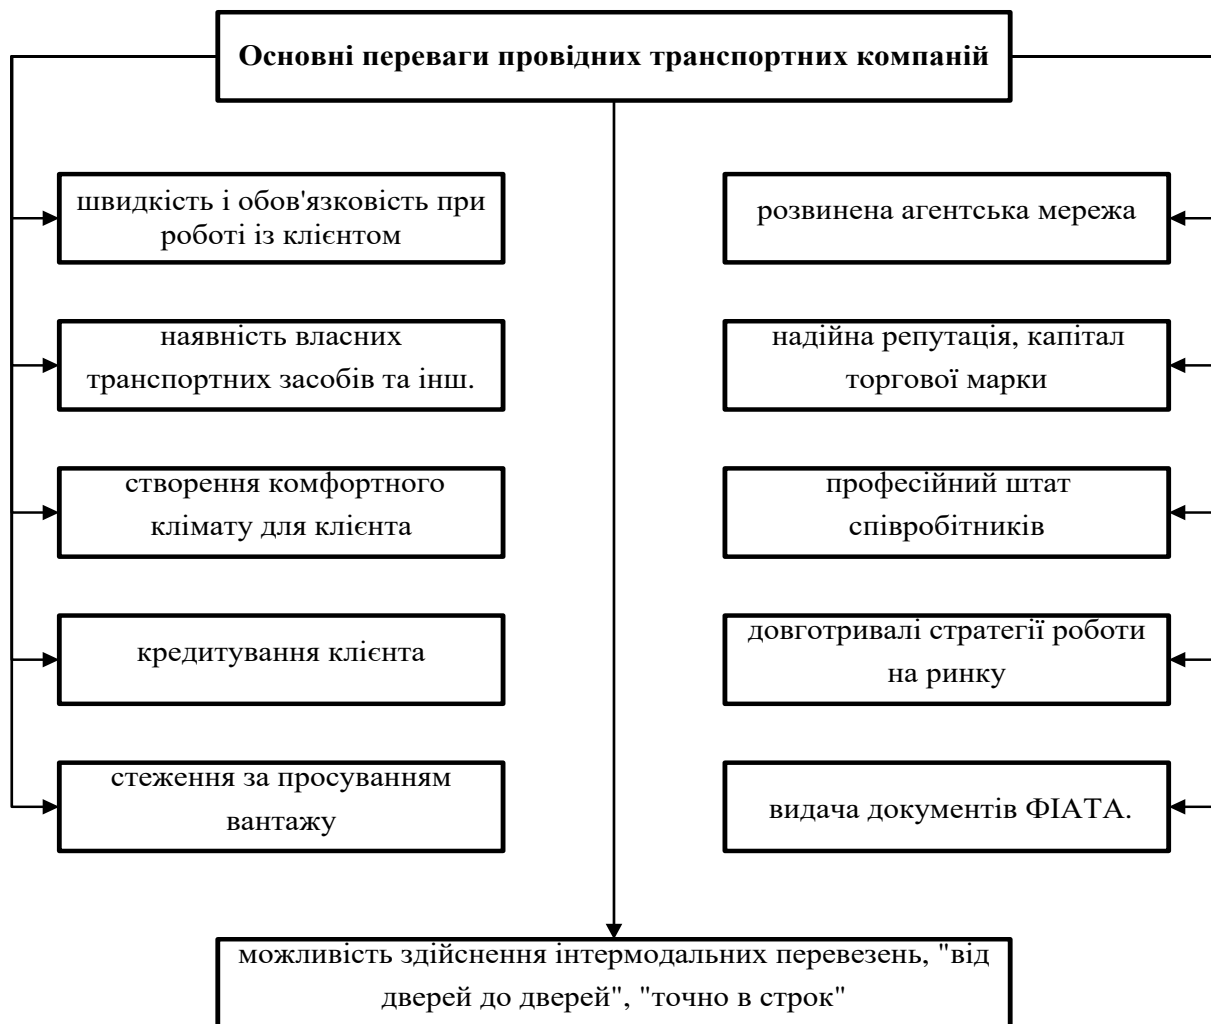 Основні переваги провідних транспортних компаній
швидкість і обов'язковість при
роботі із клієнтом
наявність власних
транспортних засобів та інш.
створення комфортного
клімату для клієнта
кредитування клієнта
стеження за просуванням
вантажу
розвинена агентська мережа
надійна репутація, капітал
торгової марки
професійний штат
співробітників
довготривалі стратегії роботи
на ринку
видача документів ФІАТА.
можливість здійснення інтермодальних перевезень, "від
дверей до дверей", "точно в строк"